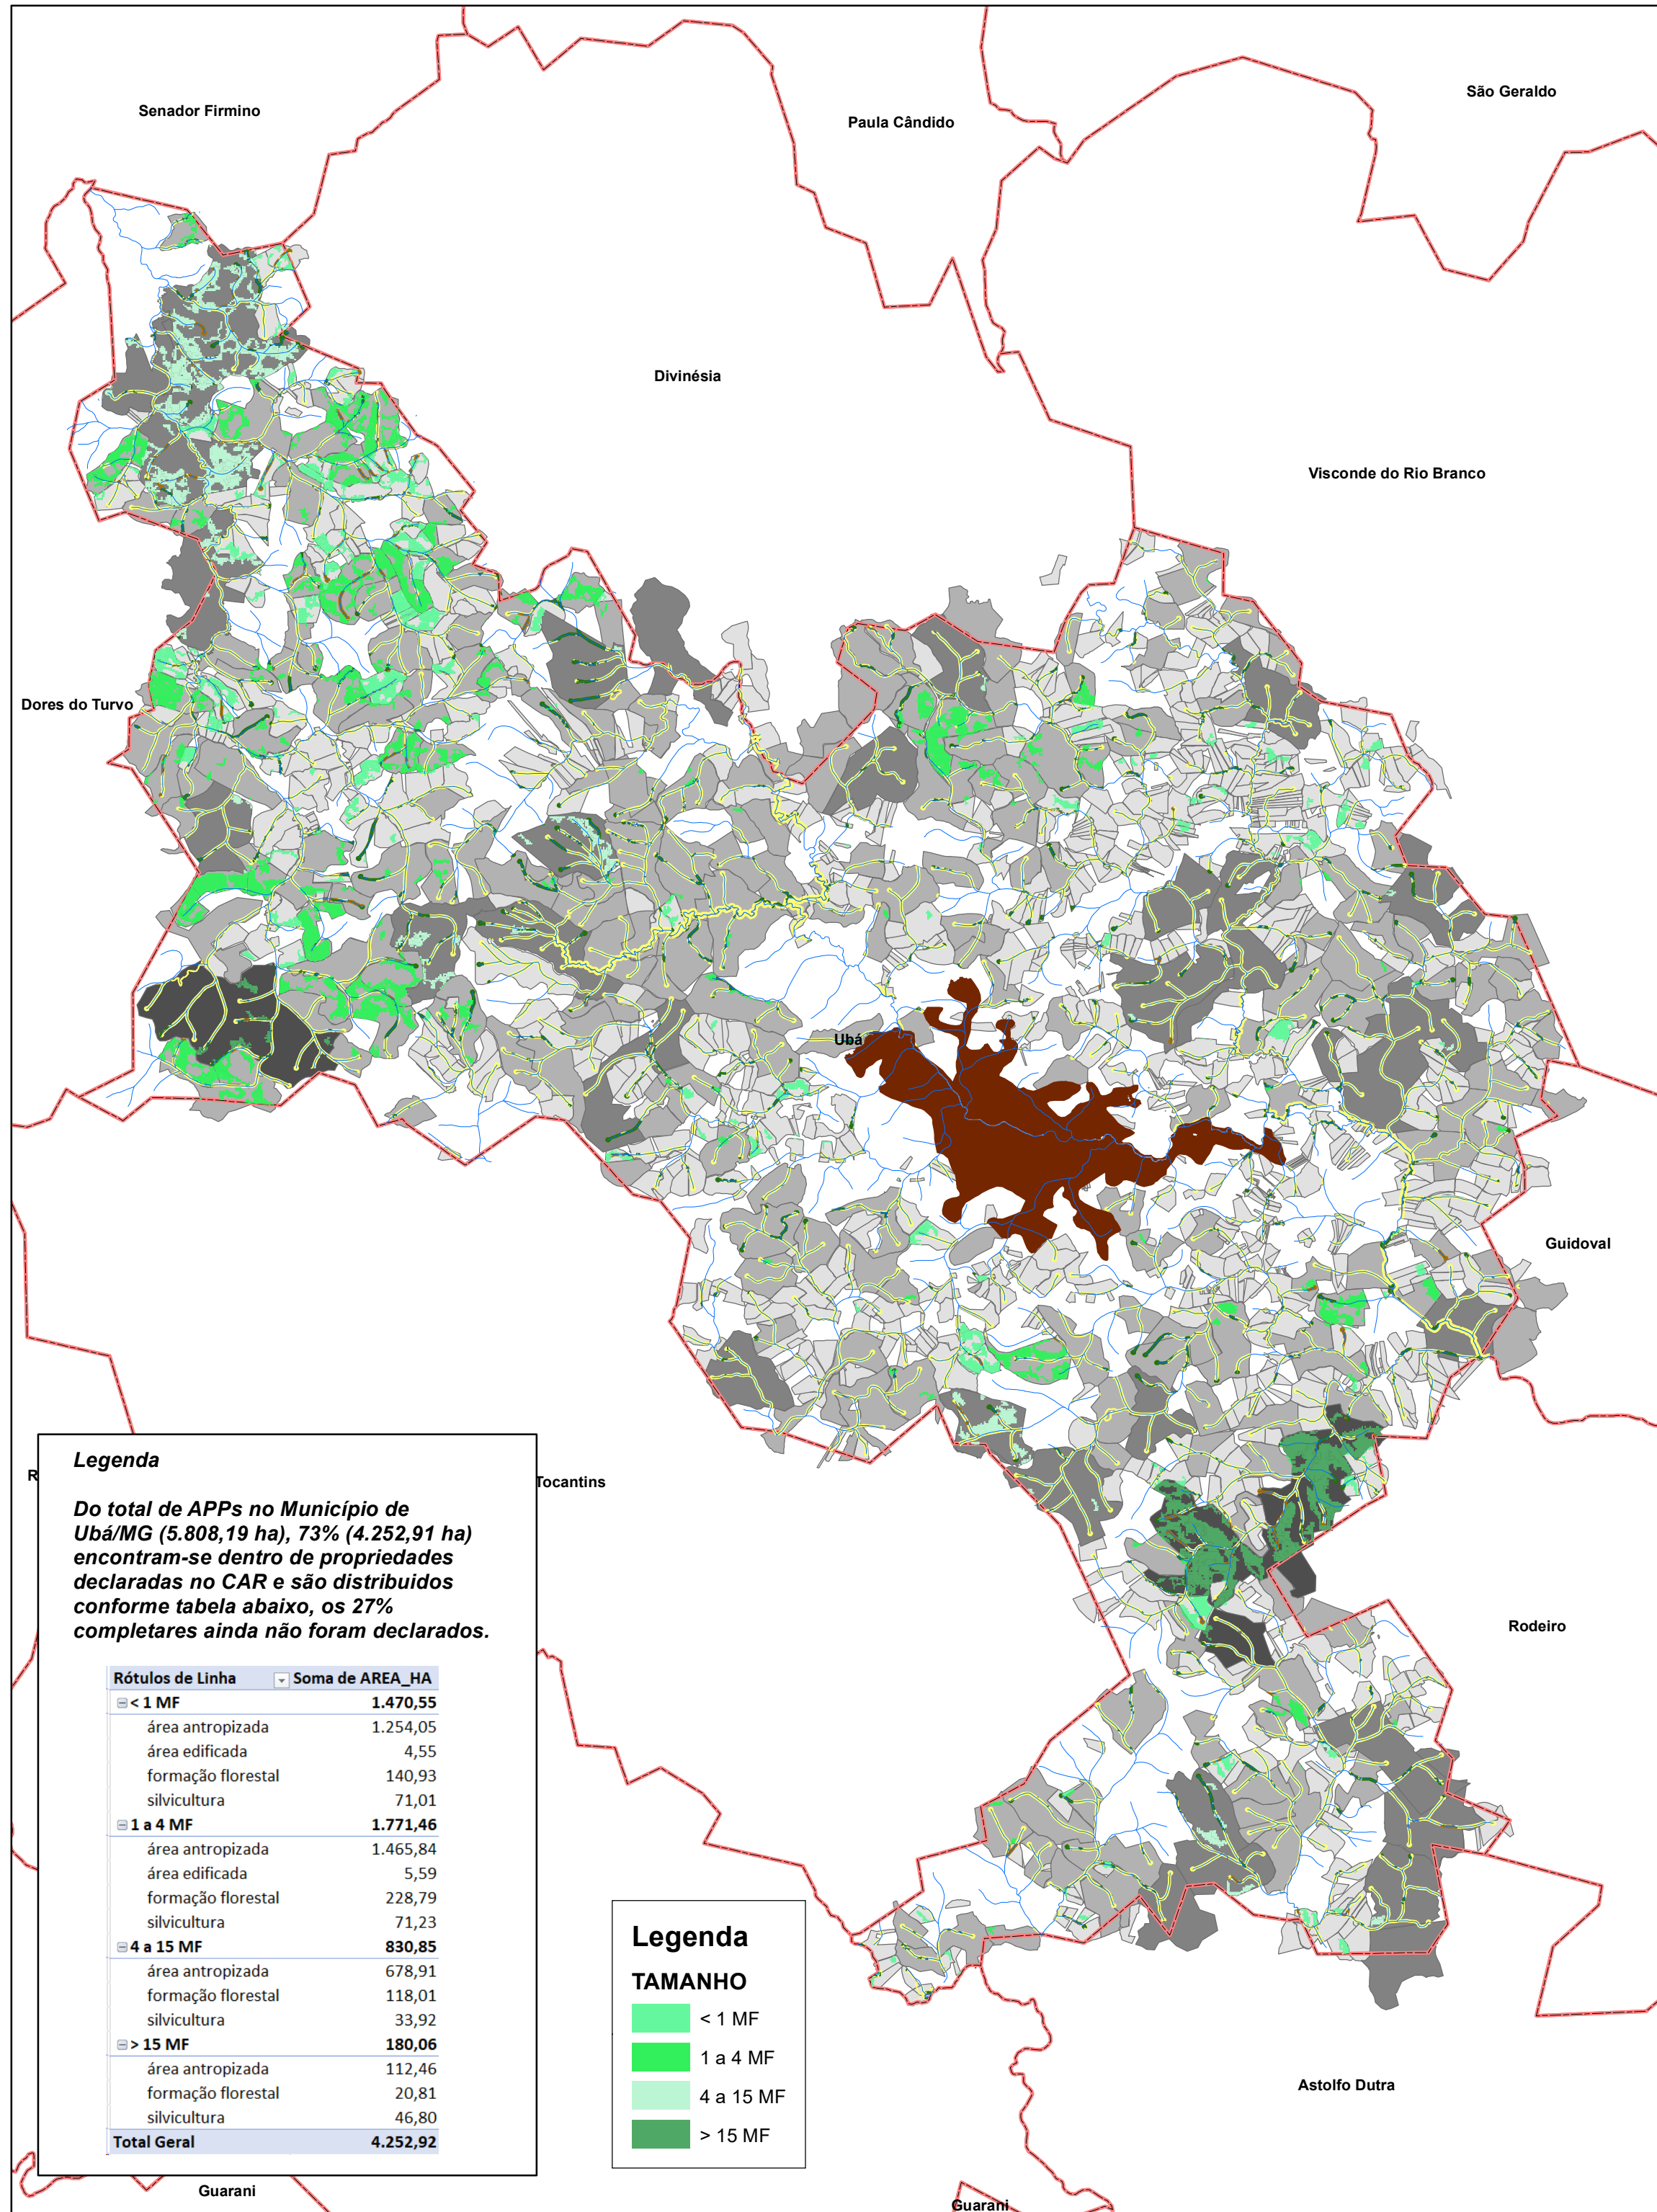 Senador Firmino
São Geraldo
Paula Cândido
Divinésia
Visconde do Rio Branco
Dores do Turvo
Ubá
Guidoval
Legenda
R
Tocantins
Do total de APPs no Município de
Ubá/MG (5.808,19 ha), 73% (4.252,91 ha)
encontram-se dentro de propriedades
declaradas no CAR e são distribuidos
conforme tabela abaixo, os 27%
completares ainda não foram declarados.
Rodeiro
Rótulos de Linha Soma de AREA_HA
< 1 MF 1.470,55
área antropizada 1.254,05
área edificada 4,55
formação florestal 140,93
silvicultura 71,01
1 a 4 MF 1.771,46
área antropizada 1.465,84
área edificada 5,59
formação florestal 228,79
silvicultura 71,23
4 a 15 MF 830,85
área antropizada 678,91
formação florestal 118,01
silvicultura 33,92
> 15 MF 180,06
área antropizada 112,46
formação florestal 20,81
silvicultura 46,80
Total Geral 4.252,92
Legenda
TAMANHO
< 1 MF
1 a 4 MF
4 a 15 MF
> 15 MF
Astolfo Dutra
Guarani
Guarani